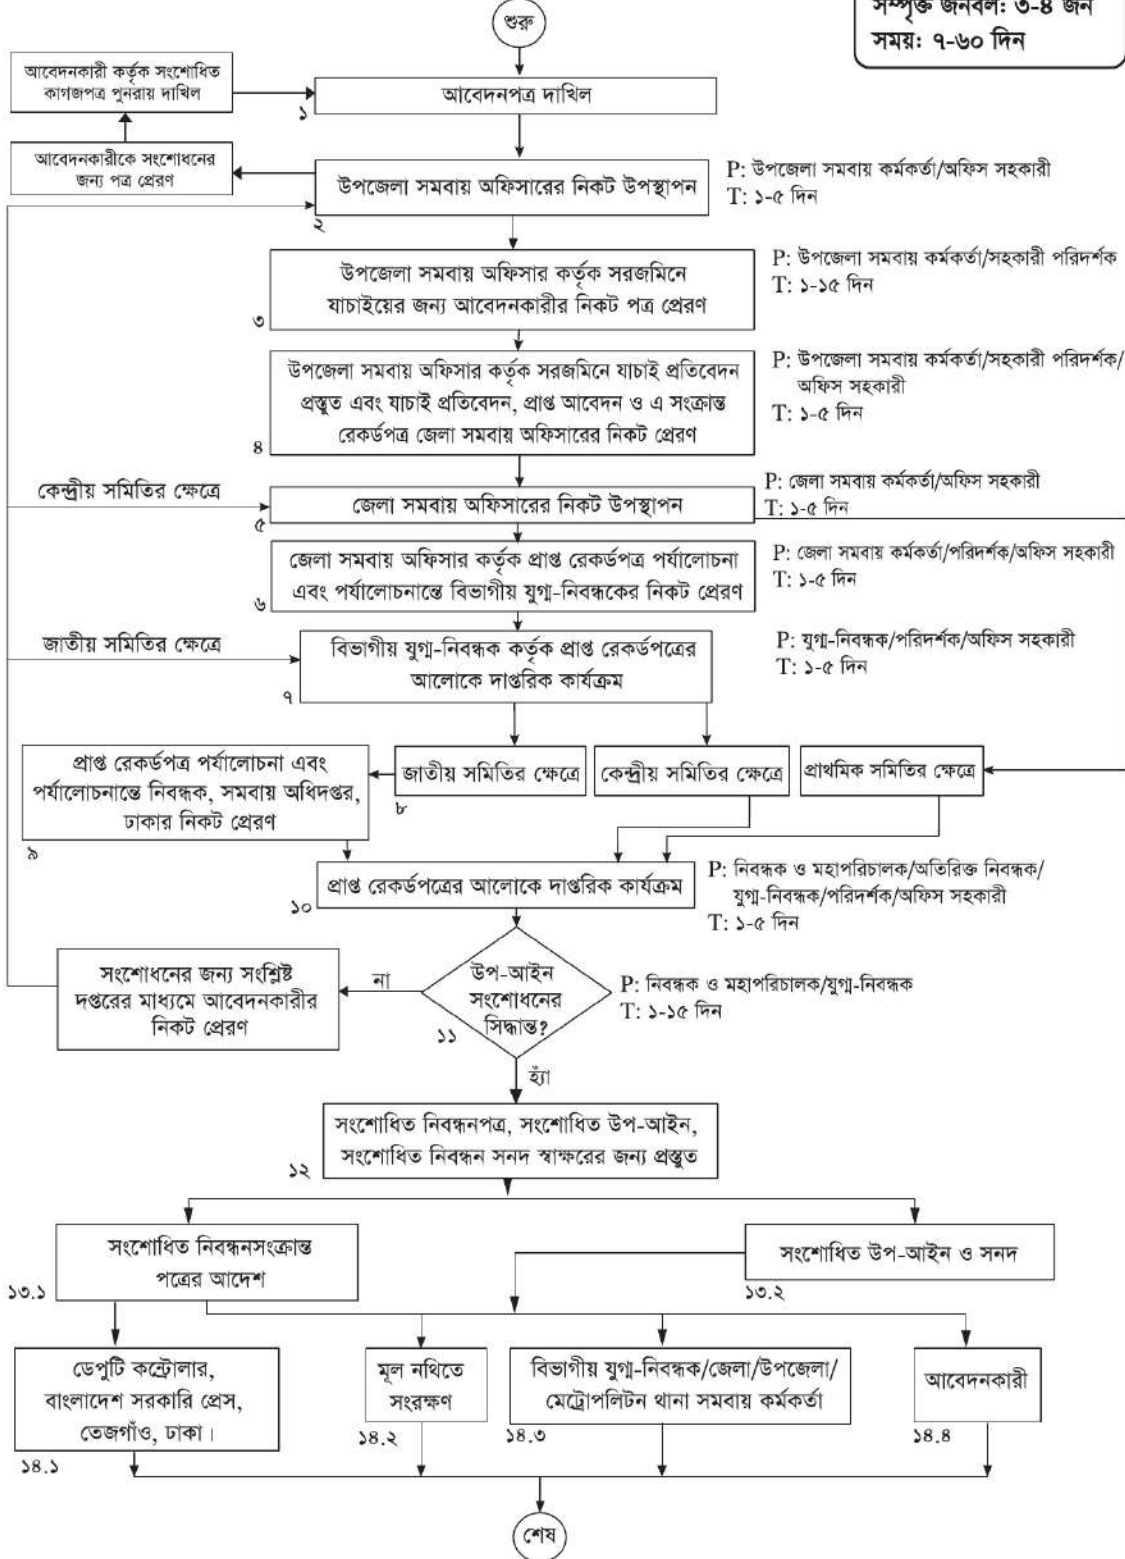 সম্পৃক্ত জনবল: ৩-৪ জন
সময়: ৭-৬০ দিন
শুরু
আবেদনকারী কর্তৃক সংশোধিত
কাগজপত্র পুনরায় দাখিল
আবেদনপত্র দাখিল
১
আবেদনকারীকে সংশোধনের
জন্য পত্র প্রেরণ
উপজেলা সমবায় অফিসারের নিকট উপস্থাপন
২
P: উপজেলা সমবায় কর্মকর্তা/অফিস সহকারী
T: ১-৫ দিন
উপজেলা সমবায় অফিসার কর্তৃক সরজমিনে
যাচাইয়ের জন্য আবেদনকারীর নিকট পত্র প্রেরণ
৩
P: উপজেলা সমবায় কর্মকর্তা/সহকারী পরিদর্শক
T: ১-১৫ দিন
উপজেলা সমবায় অফিসার কর্তৃক সরজমিনে যাচাই প্রতিবেদন
প্রস্তুত এবং যাচাই প্রতিবেদন, প্রাপ্ত আবেদন ও এ সংক্রান্ত
রেকর্ডপত্র জেলা সমবায় অফিসারের নিকট প্রেরণ
৪
P: উপজেলা সমবায় কর্মকর্তা/সহকারী পরিদর্শক/
অফিস সহকারী
T: ১-৫ দিন
কেন্দ্রীয় সমিতির ক্ষেত্রে
জেলা সমবায় অফিসারের নিকট উপস্থাপন
৫
P: জেলা সমবায় কর্মকর্তা/অফিস সহকারী
T: ১-৫ দিন
জেলা সমবায় অফিসার কর্তৃক প্রাপ্ত রেকর্ডপত্র পর্যালোচনা
এবং পর্যালোচনান্তে বিভাগীয় যুগ্ম-নিবন্ধকের নিকট প্রেরণ
৬
P: জেলা সমবায় কর্মকর্তা/পরিদর্শক/অফিস সহকারী
T: ১-৫ দিন
জাতীয় সমিতির ক্ষেত্রে
বিভাগীয় যুগ্ম-নিবন্ধক কর্তৃক প্রাপ্ত রেকর্ডপত্রের
আলোকে দাপ্তরিক কার্যক্রম
৭
P: যুগ্ম-নিবন্ধক/পরিদর্শক/অফিস সহকারী
T: ১-৫ দিন
প্রাপ্ত রেকর্ডপত্র পর্যালোচনা এবং
পর্যালোচনান্তে নিবন্ধক, সমবায় অধিদপ্তর,
ঢাকার নিকট প্রেরণ
৯
জাতীয় সমিতির ক্ষেত্রে
৮
কেন্দ্রীয় সমিতির ক্ষেত্রে
প্রাথমিক সমিতির ক্ষেত্রে
প্রাপ্ত রেকর্ডপত্রের আলোকে দাপ্তরিক কার্যক্রম
১০
P: নিবন্ধক ও মহাপরিচালক/অতিরিক্ত নিবন্ধক/
যুগ্ম-নিবন্ধক/পরিদর্শক/অফিস সহকারী
T: ১-৫ দিন
সংশোধনের জন্য সংশ্লিষ্ট
দপ্তরের মাধ্যমে আবেদনকারীর
নিকট প্রেরণ
না
উপ-আইন
সংশোধনের
সিদ্ধান্ত?
১১
P: নিবন্ধক ও মহাপরিচালক/যুগ্ম-নিবন্ধক
T: ১-১৫ দিন
হ্যাঁ
সংশোধিত নিবন্ধনপত্র, সংশোধিত উপ-আইন,
সংশোধিত নিবন্ধন সনদ স্বাক্ষরের জন্য প্রস্তুত
১২
সংশোধিত নিবন্ধনসংক্রান্ত
পত্রের আদেশ
১৩.১
সংশোধিত উপ-আইন ও সনদ
১৩.২
ডেপুটি কন্ট্রোলার,
বাংলাদেশ সরকারি প্রেস,
তেজগাঁও, ঢাকা।
১৪.১
মূল নথিতে
সংরক্ষণ
১৪.২
বিভাগীয় যুগ্ম-নিবন্ধক/জেলা/উপজেলা/
মেট্রোপলিটন থানা সমবায় কর্মকর্তা
১৪.৩
আবেদনকারী
১৪.৪
শেষ